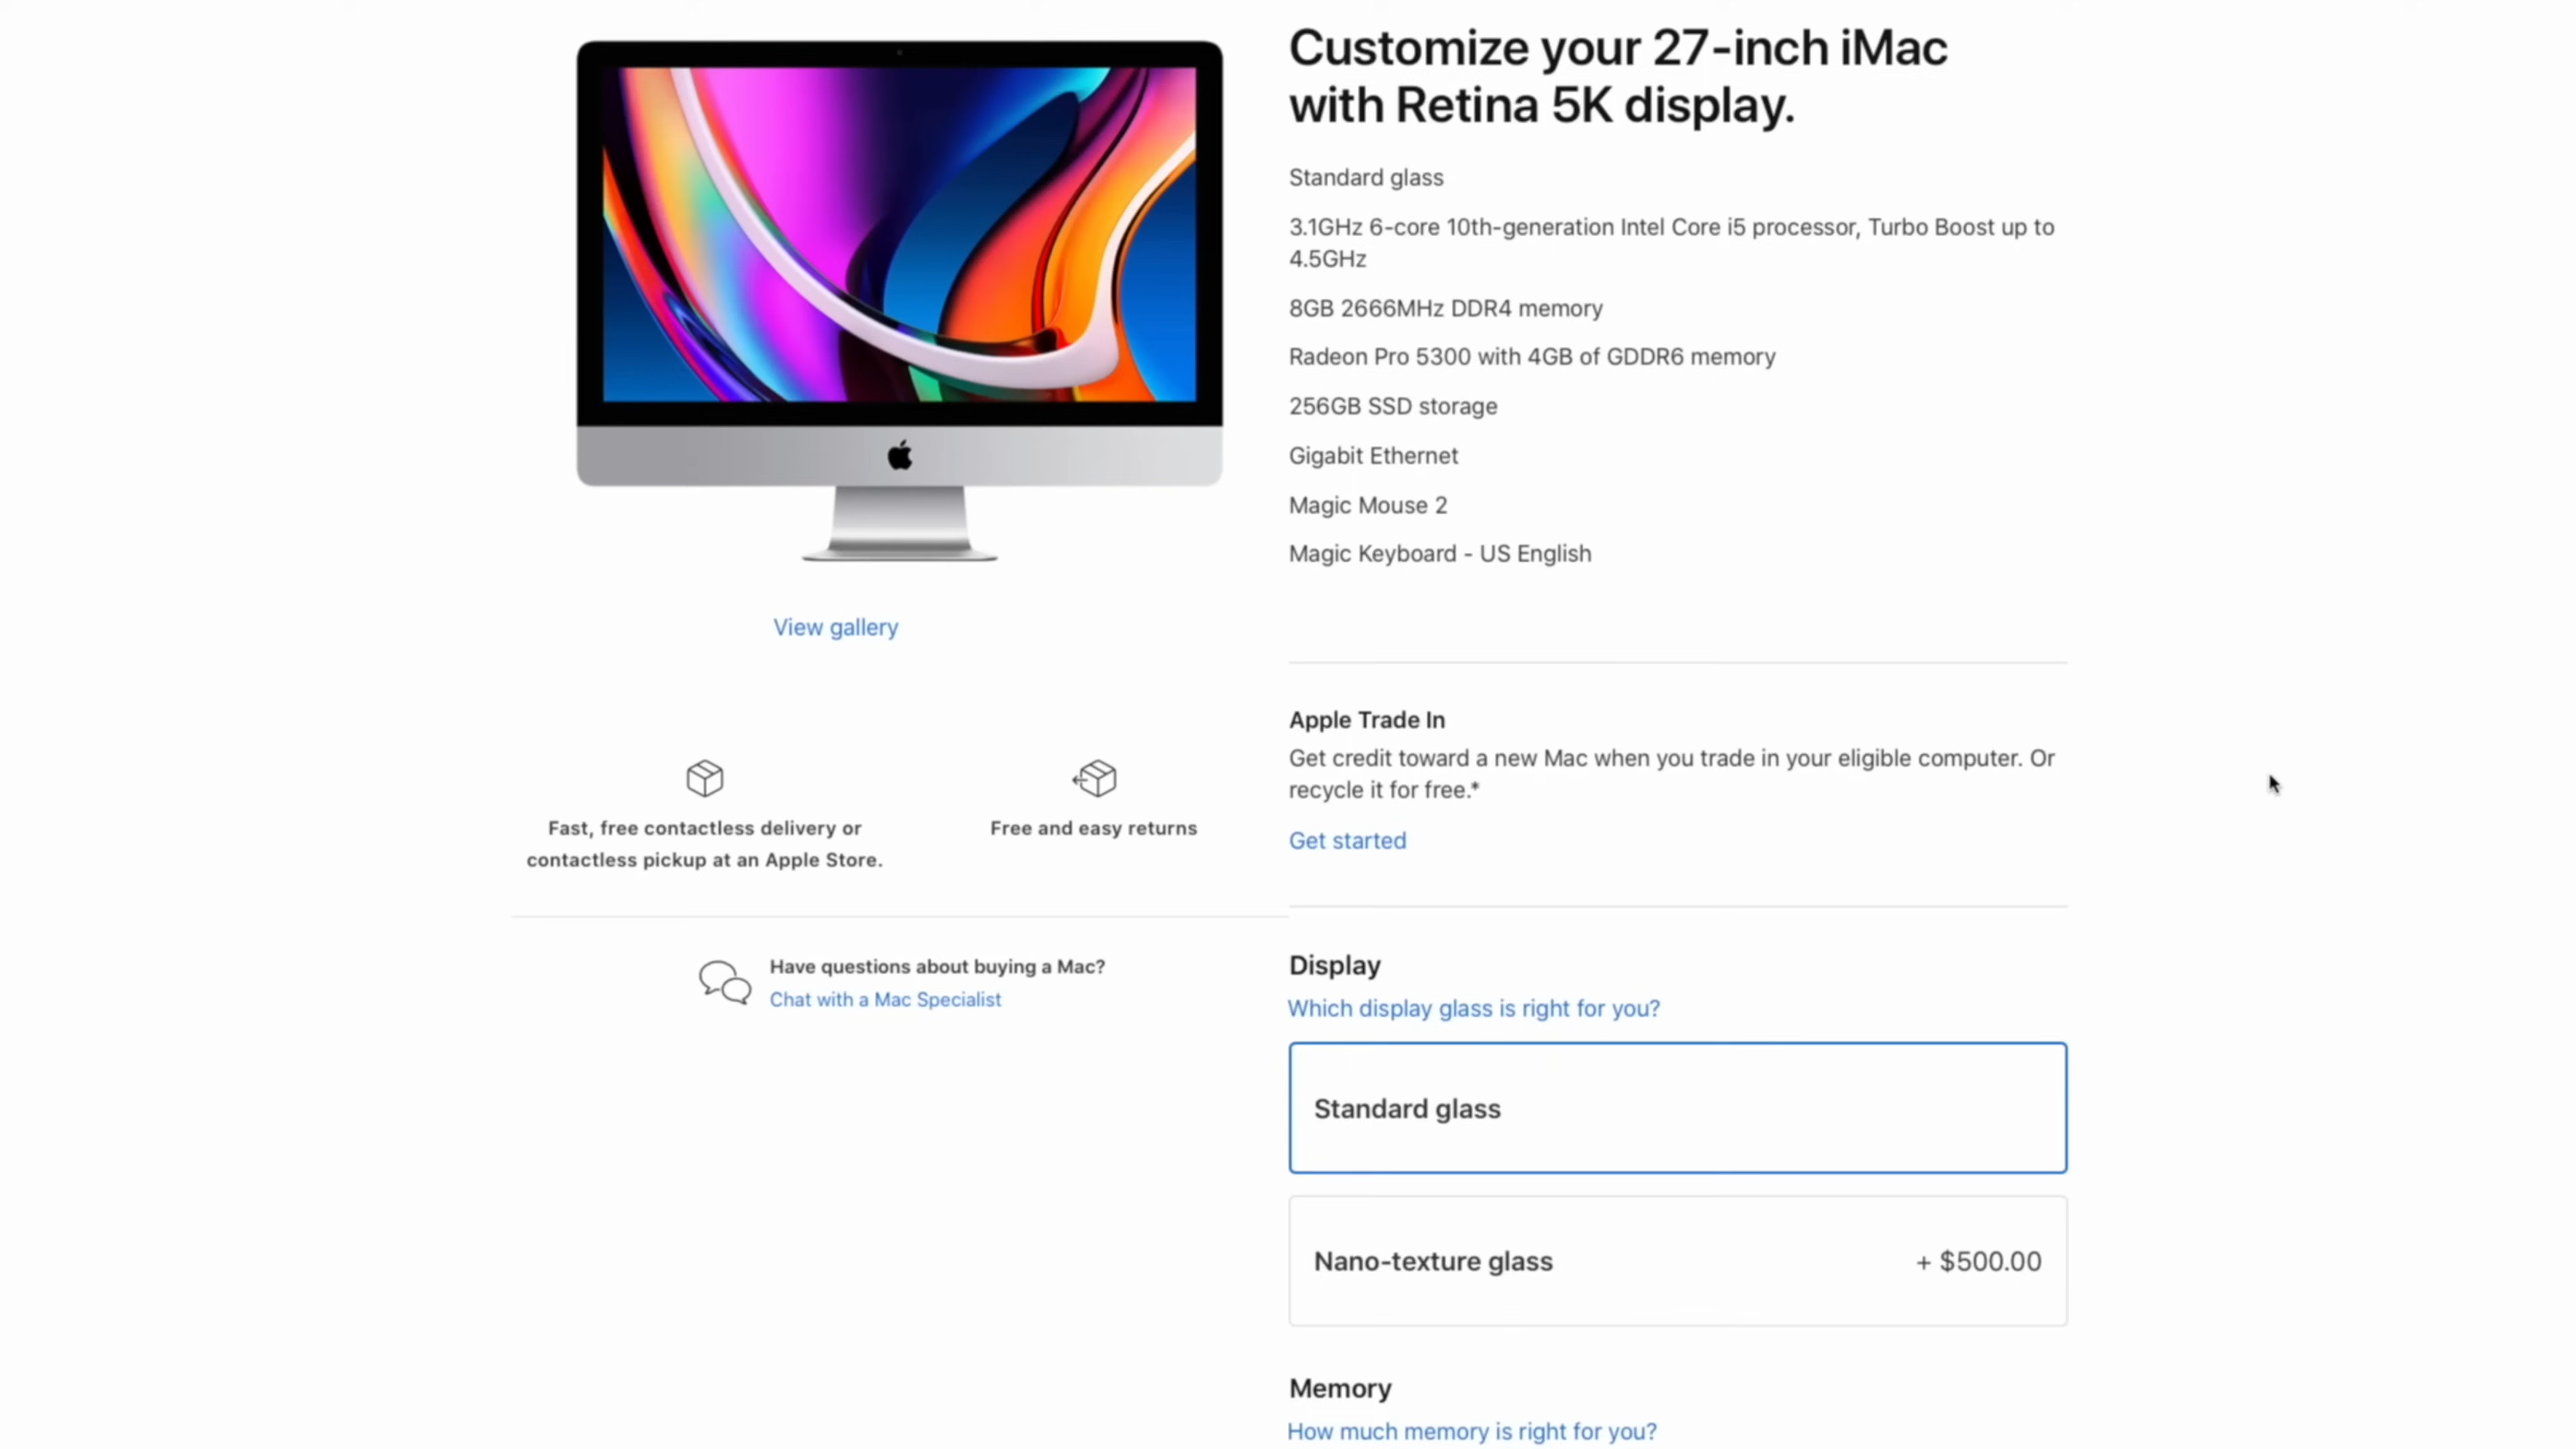 Customize your 27-inch iMac
with Retina 5K display.
Standard glass
3.1GHz 6-core 10th-generation Intel Core i5 processor, Turbo Boost up to
4.5GHz
8GB 2666MHz DDR4 memory
Radeon Pro 5300 with 4GB of GDDR6 memory
256GB SSD storage
Gigabit Ethernet
Magic Mouse 2
Magic Keyboard - US English
View gallery
Fast, free contactless delivery or
contactless pickup at an Apple Store.
Free and easy returns
Have questions about buying a Mac?
Chat with a Mac Specialist
Apple Trade In
Get credit toward a new Mac when you trade in your eligible computer. Or
recycle it for free.*
Get started
Display
Which display glass is right for you?
Standard glass
Nano-texture glass + $500.00
Memory
How much memory is right for you?